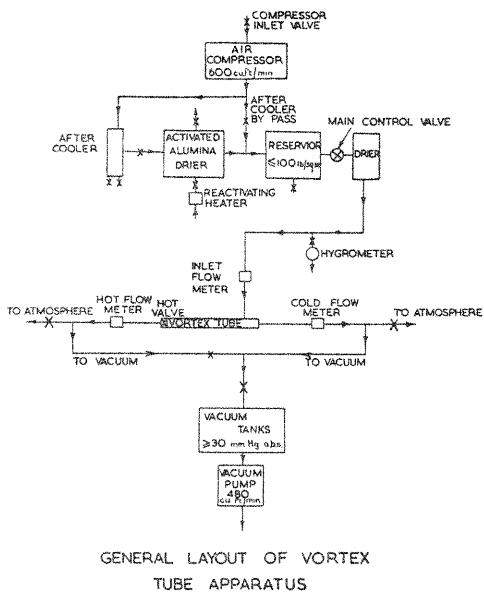 COMPRESSOR
INLET VALVE
AIR
COMPRESSOR
600 cu.ft/min
AFTER
COOLER
BY PASS
MAIN CONTROL VALVE
AFTER
COOLER
ACTIVATED
ALUMINA
DRIER
RESERVIOR
≤100 lb/sq
DRIER
REACTIVATING
HEATER
HYGROMETER
INLET
FLOW
METER
TO ATMOSPHERE
HOT FLOW
METER
HOT
VALVE
VORTEX TUBE
COLD FLOW
METER
TO ATMOSPHERE
TO VACUUM
TO VACUUM
VACUUM
TANKS
≥30 mm Hg abs.
VACUUM
PUMP
480
cu ft/min
GENERAL LAYOUT OF VORTEX
TUBE APPARATUS